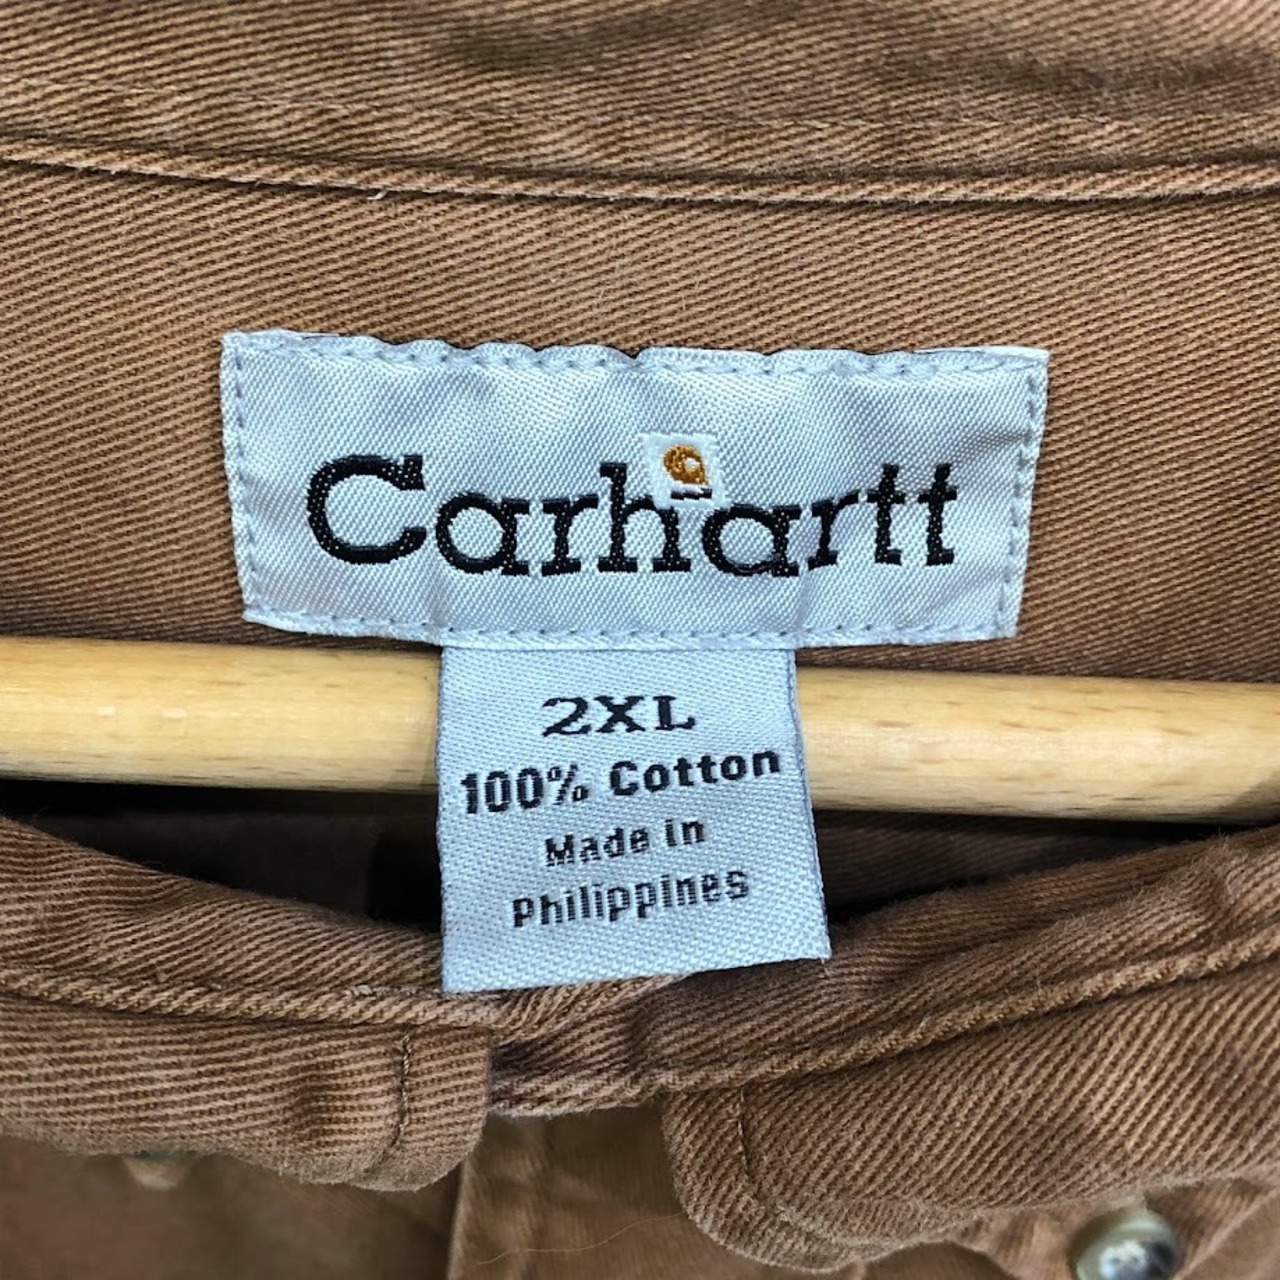 Carhartt
2XL
100% Cotton
Made in
Philippines